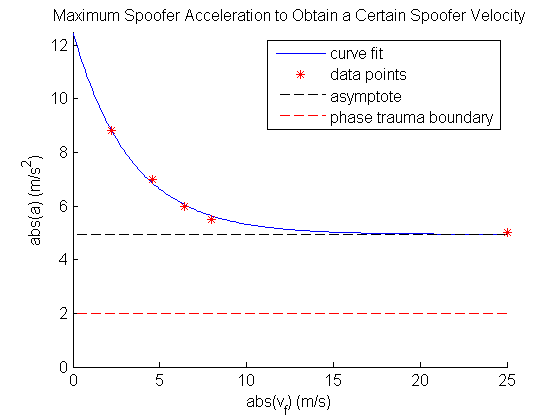 Maximum Spoofer Acceleration to Obtain a Certain Spoofer Velocity
curve fit
data points
asymptote
phase trauma boundary
12
10
8
6
4
2
0
abs(a) (m/s²)
0 5 10 15 20 25
abs(v_f) (m/s)